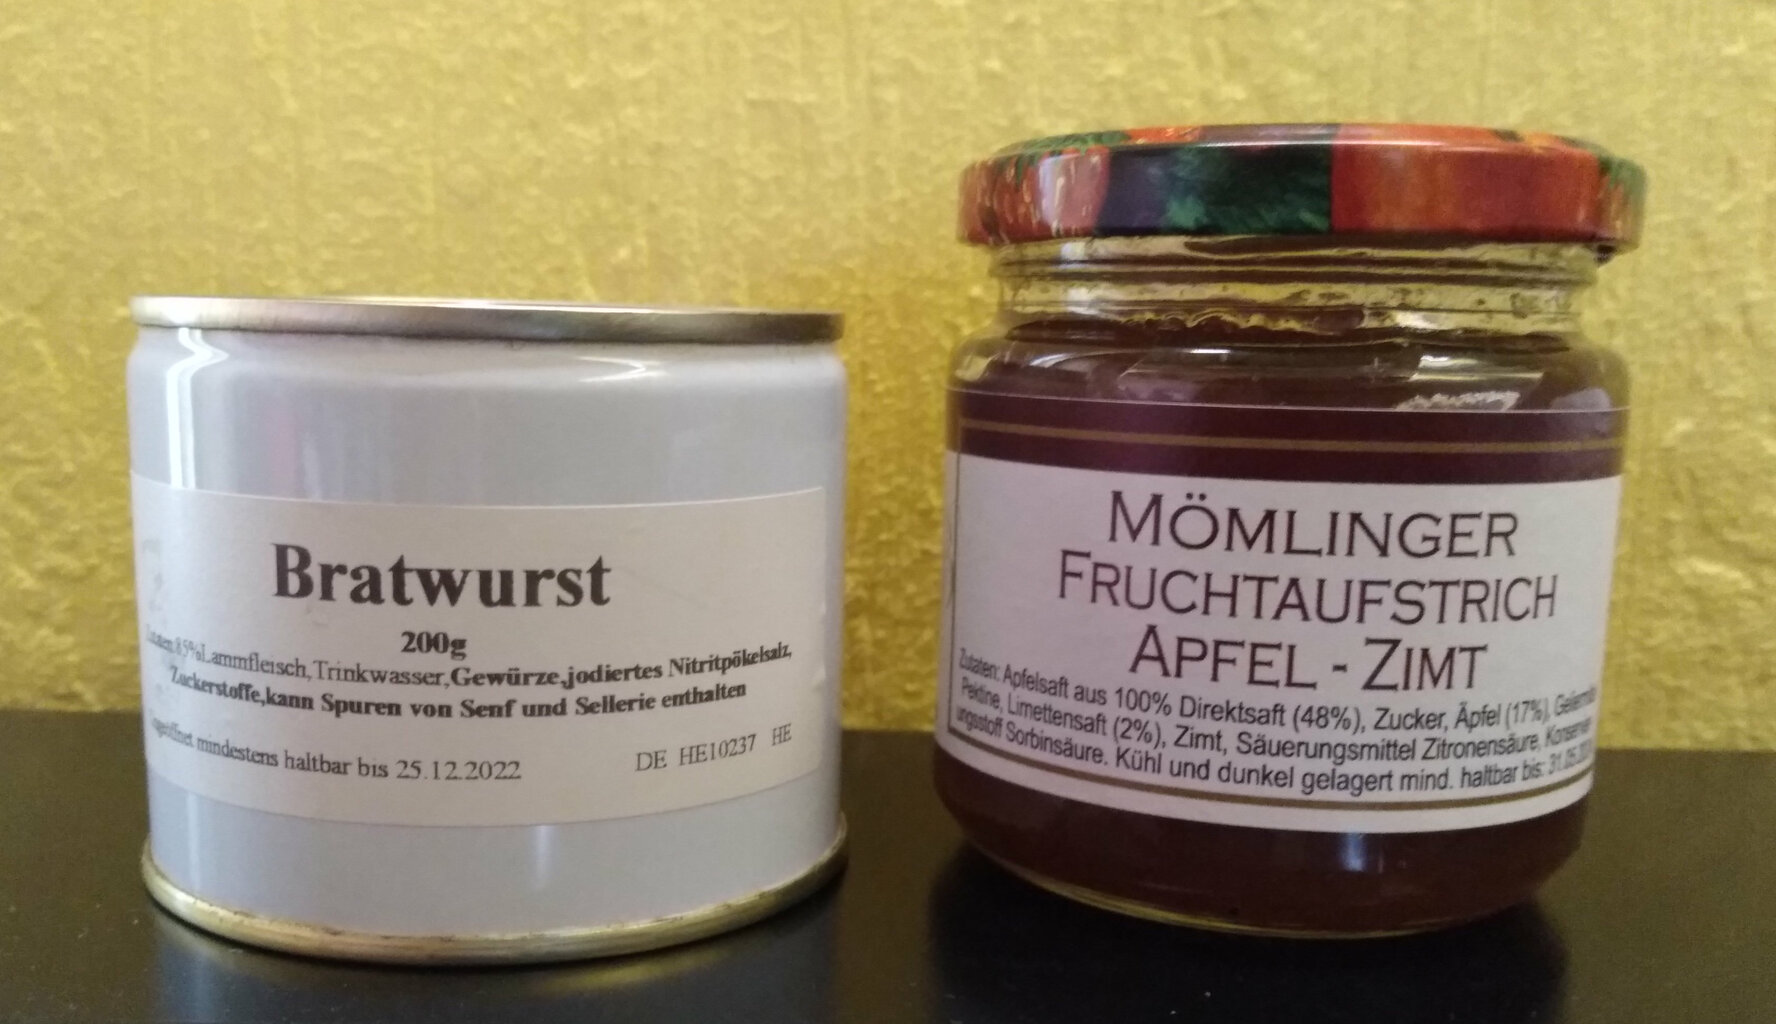 Bratwurst
200g
Zutaten:85%Lammfleisch,Trinkwasser,Gewürze,jodiertes Nitritpökelsalz,
Zuckerstoffe,kann Spuren von Senf und Sellerie enthalten
mindestens haltbar bis 25.12.2022
DE HE10237 HE
MÖMLINGER
FRUCHTAUFSTRICH
APFEL - ZIMT
Zutaten: Apfelsaft aus 100% Direktsaft (48%), Zucker, Äpfel (17%),
Pektine, Limettensaft (2%), Zimt, Säuerungsmittel Zitronensäure,
ungsstoff Sorbinsäure. Kühl und dunkel gelagert mind. haltbar bis: